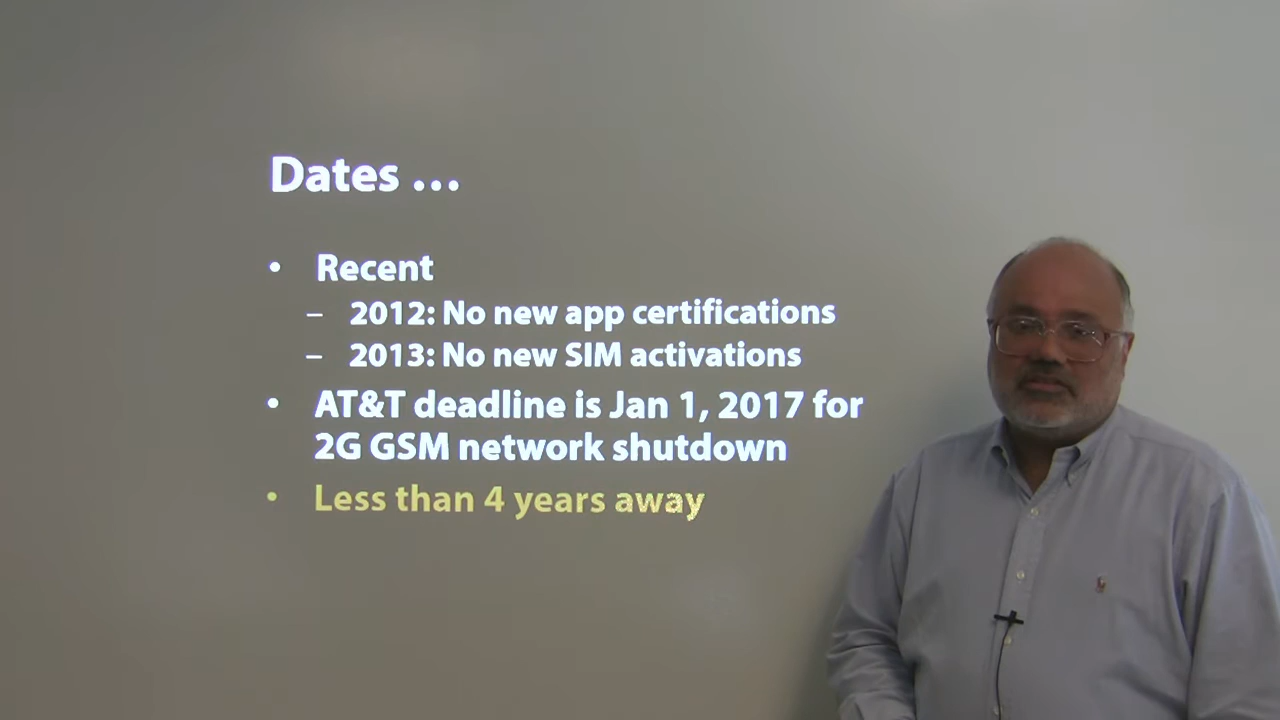 Dates ...
• Recent
– 2012: No new app certifications
– 2013: No new SIM activations
• AT&T deadline is Jan 1, 2017 for
2G GSM network shutdown
• Less than 4 years away